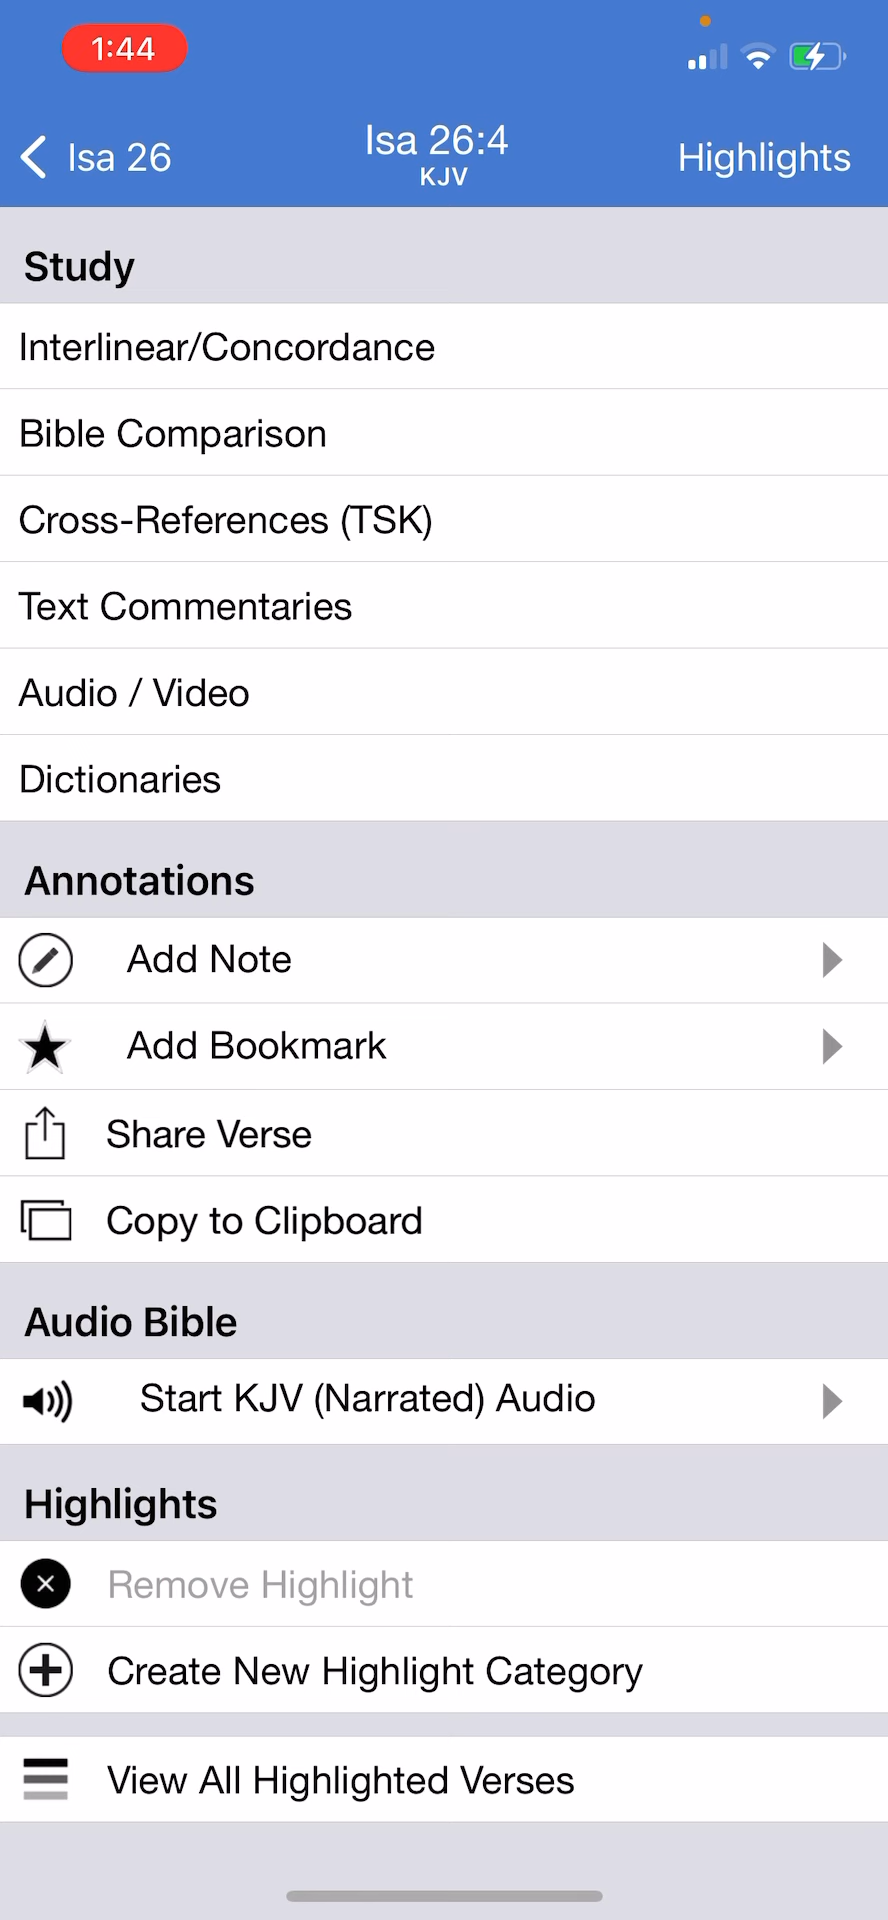 1:44
Isa 26
Isa 26:4
KJV
Highlights
Study
Interlinear/Concordance
Bible Comparison
Cross-References (TSK)
Text Commentaries
Audio / Video
Dictionaries
Annotations
Add Note
Add Bookmark
Share Verse
Copy to Clipboard
Audio Bible
Start KJV (Narrated) Audio
Highlights
Remove Highlight
Create New Highlight Category
View All Highlighted Verses